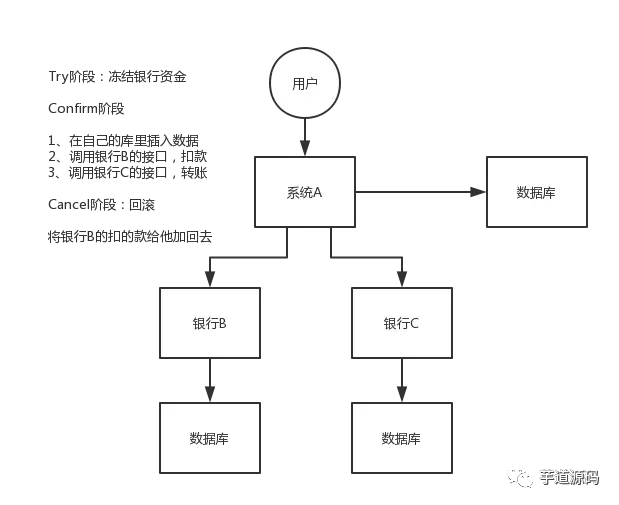 Try阶段：冻结银行资金
Confirm阶段
1、在自己的库里插入数据
2、调用银行B的接口，扣款
3、调用银行C的接口，转账
Cancel阶段：回滚
将银行B的扣的款给他加回去
用户
系统A
数据库
银行B
银行C
数据库
数据库
芋道源码